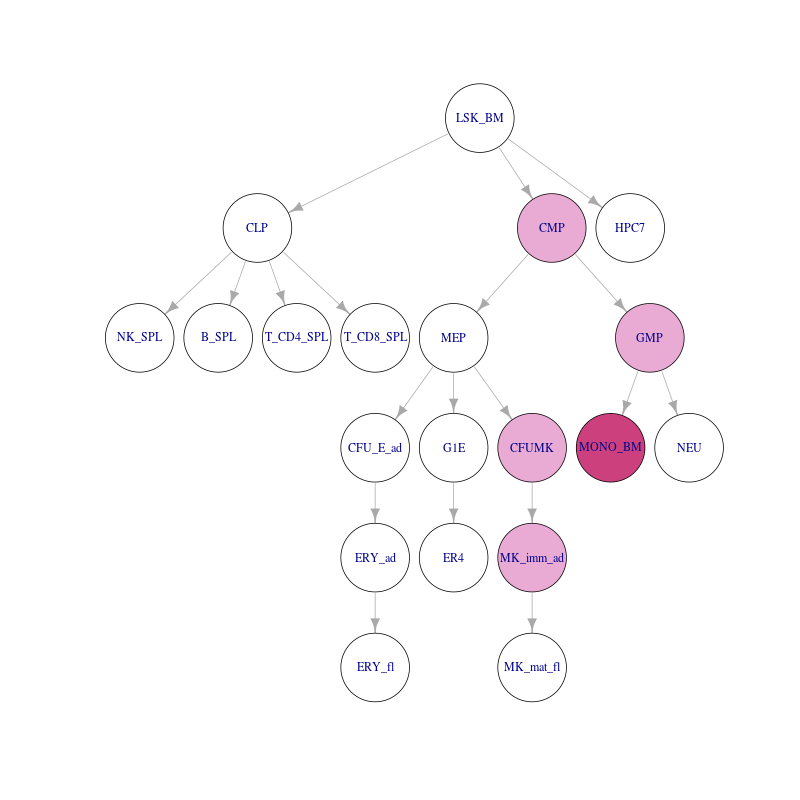 LSK_BM
CLP
CMP
HPC7
NK_SPL
B_SPL
T_CD4_SPL
T_CD8_SPL
MEP
GMP
CFU_E_ad
G1E
CFUMK
MONO_BM
NEU
ERY_ad
ER4
MK_imm_ad
ERY_fl
MK_mat_fl